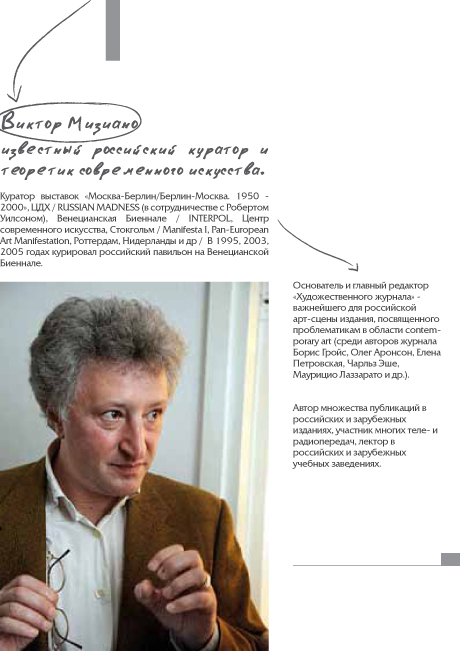 Виктор Мизиано
известный российский куратор и
теоретик современного искусства.
Куратор выставок «Москва-Берлин/Берлин-Москва. 1950 -
2000», ЦДХ / RUSSIAN MADNESS (в сотрудничестве с Робертом
Уилсоном), Венецианская Биеннале / INTERPOL, Центр
современного искусства, Стокгольм / Manifesta I, Pan-European
Art Manifestation, Роттердам, Нидерланды и др / В 1995, 2003,
2005 годах курировал российский павильон на Венецианской
Биеннале.
Основатель и главный редактор
«Художественного журнала» -
важнейшего для российской
арт-сцены издания, посвященного
проблематикам в области contem-
porary art (среди авторов журнала
Борис Гройс, Олег Аронсон, Елена
Петровская, Чарльз Эше,
Маурицио Лаззарато и др.).
Автор множества публикаций в
российских и зарубежных
изданиях, участник многих теле- и
радиопередач, лектор в
российских и зарубежных
учебных заведениях.